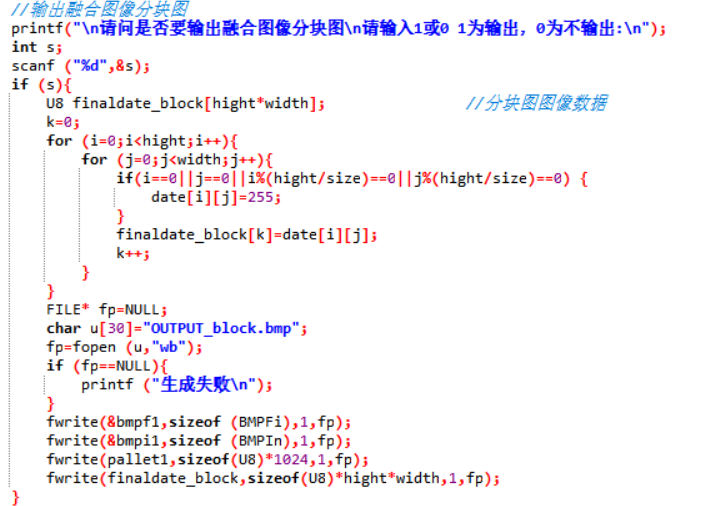 //输出融合图像分块图
printf("\n请问是否要输出融合图像分块图\n请输入1或0 1为输出，0为不输出:\n");
int s;
scanf ("%d",&s);
if (s){
    U8 finaldate_block[hight*width];                //分块图图像数据
    k=0;
    for (i=0;i<hight;i++){
        for (j=0;j<width;j++){
            if(i==0||j==0||i%(hight/size)==0||j%(hight/size)==0) {
                date[i][j]=255;
            }
            finaldate_block[k]=date[i][j];
            k++;
        }
    }
    FILE* fp=NULL;
    char u[30]="OUTPUT_block.bmp";
    fp=fopen (u,"wb");
    if (fp==NULL){
        printf ("生成失败\n");
    }
    fwrite(&bmpf1,sizeof (BMPFi),1,fp);
    fwrite(&bmpi1,sizeof (BMPIn),1,fp);
    fwrite(pallet1,sizeof(U8)*1024,1,fp);
    fwrite(finaldate_block,sizeof(U8)*hight*width,1,fp);
}